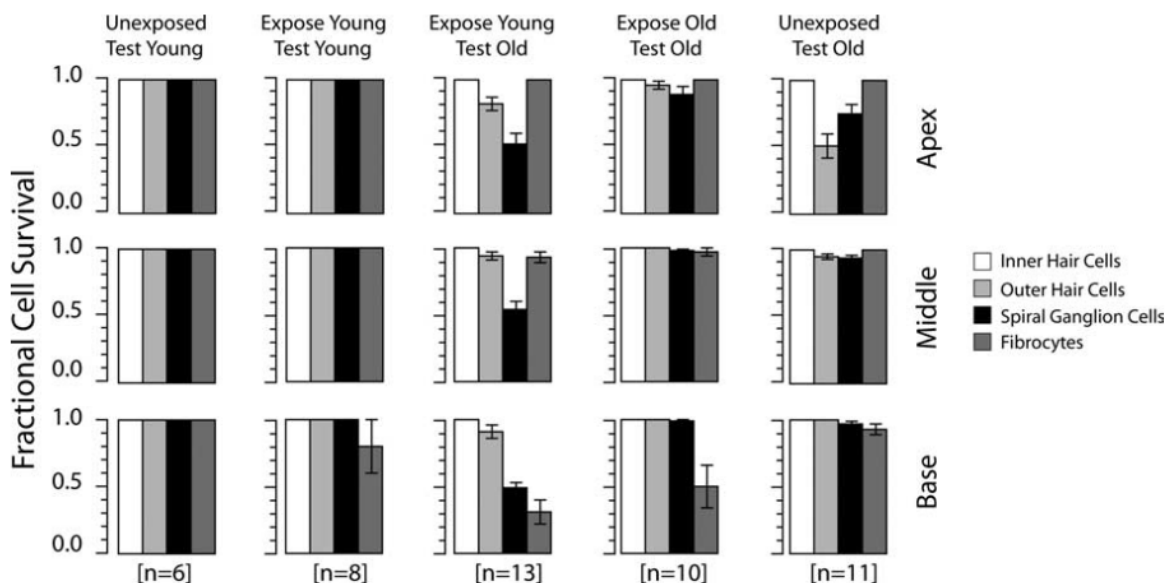 Unexposed
Test Young
Expose Young
Test Young
Expose Young
Test Old
Expose Old
Test Old
Unexposed
Test Old
Fractional Cell Survival
1.0
0.5
0.0
Apex
1.0
0.5
0.0
Middle
1.0
0.5
0.0
Base
Inner Hair Cells
Outer Hair Cells
Spiral Ganglion Cells
Fibrocytes
[n=6] [n=8] [n=13] [n=10] [n=11]